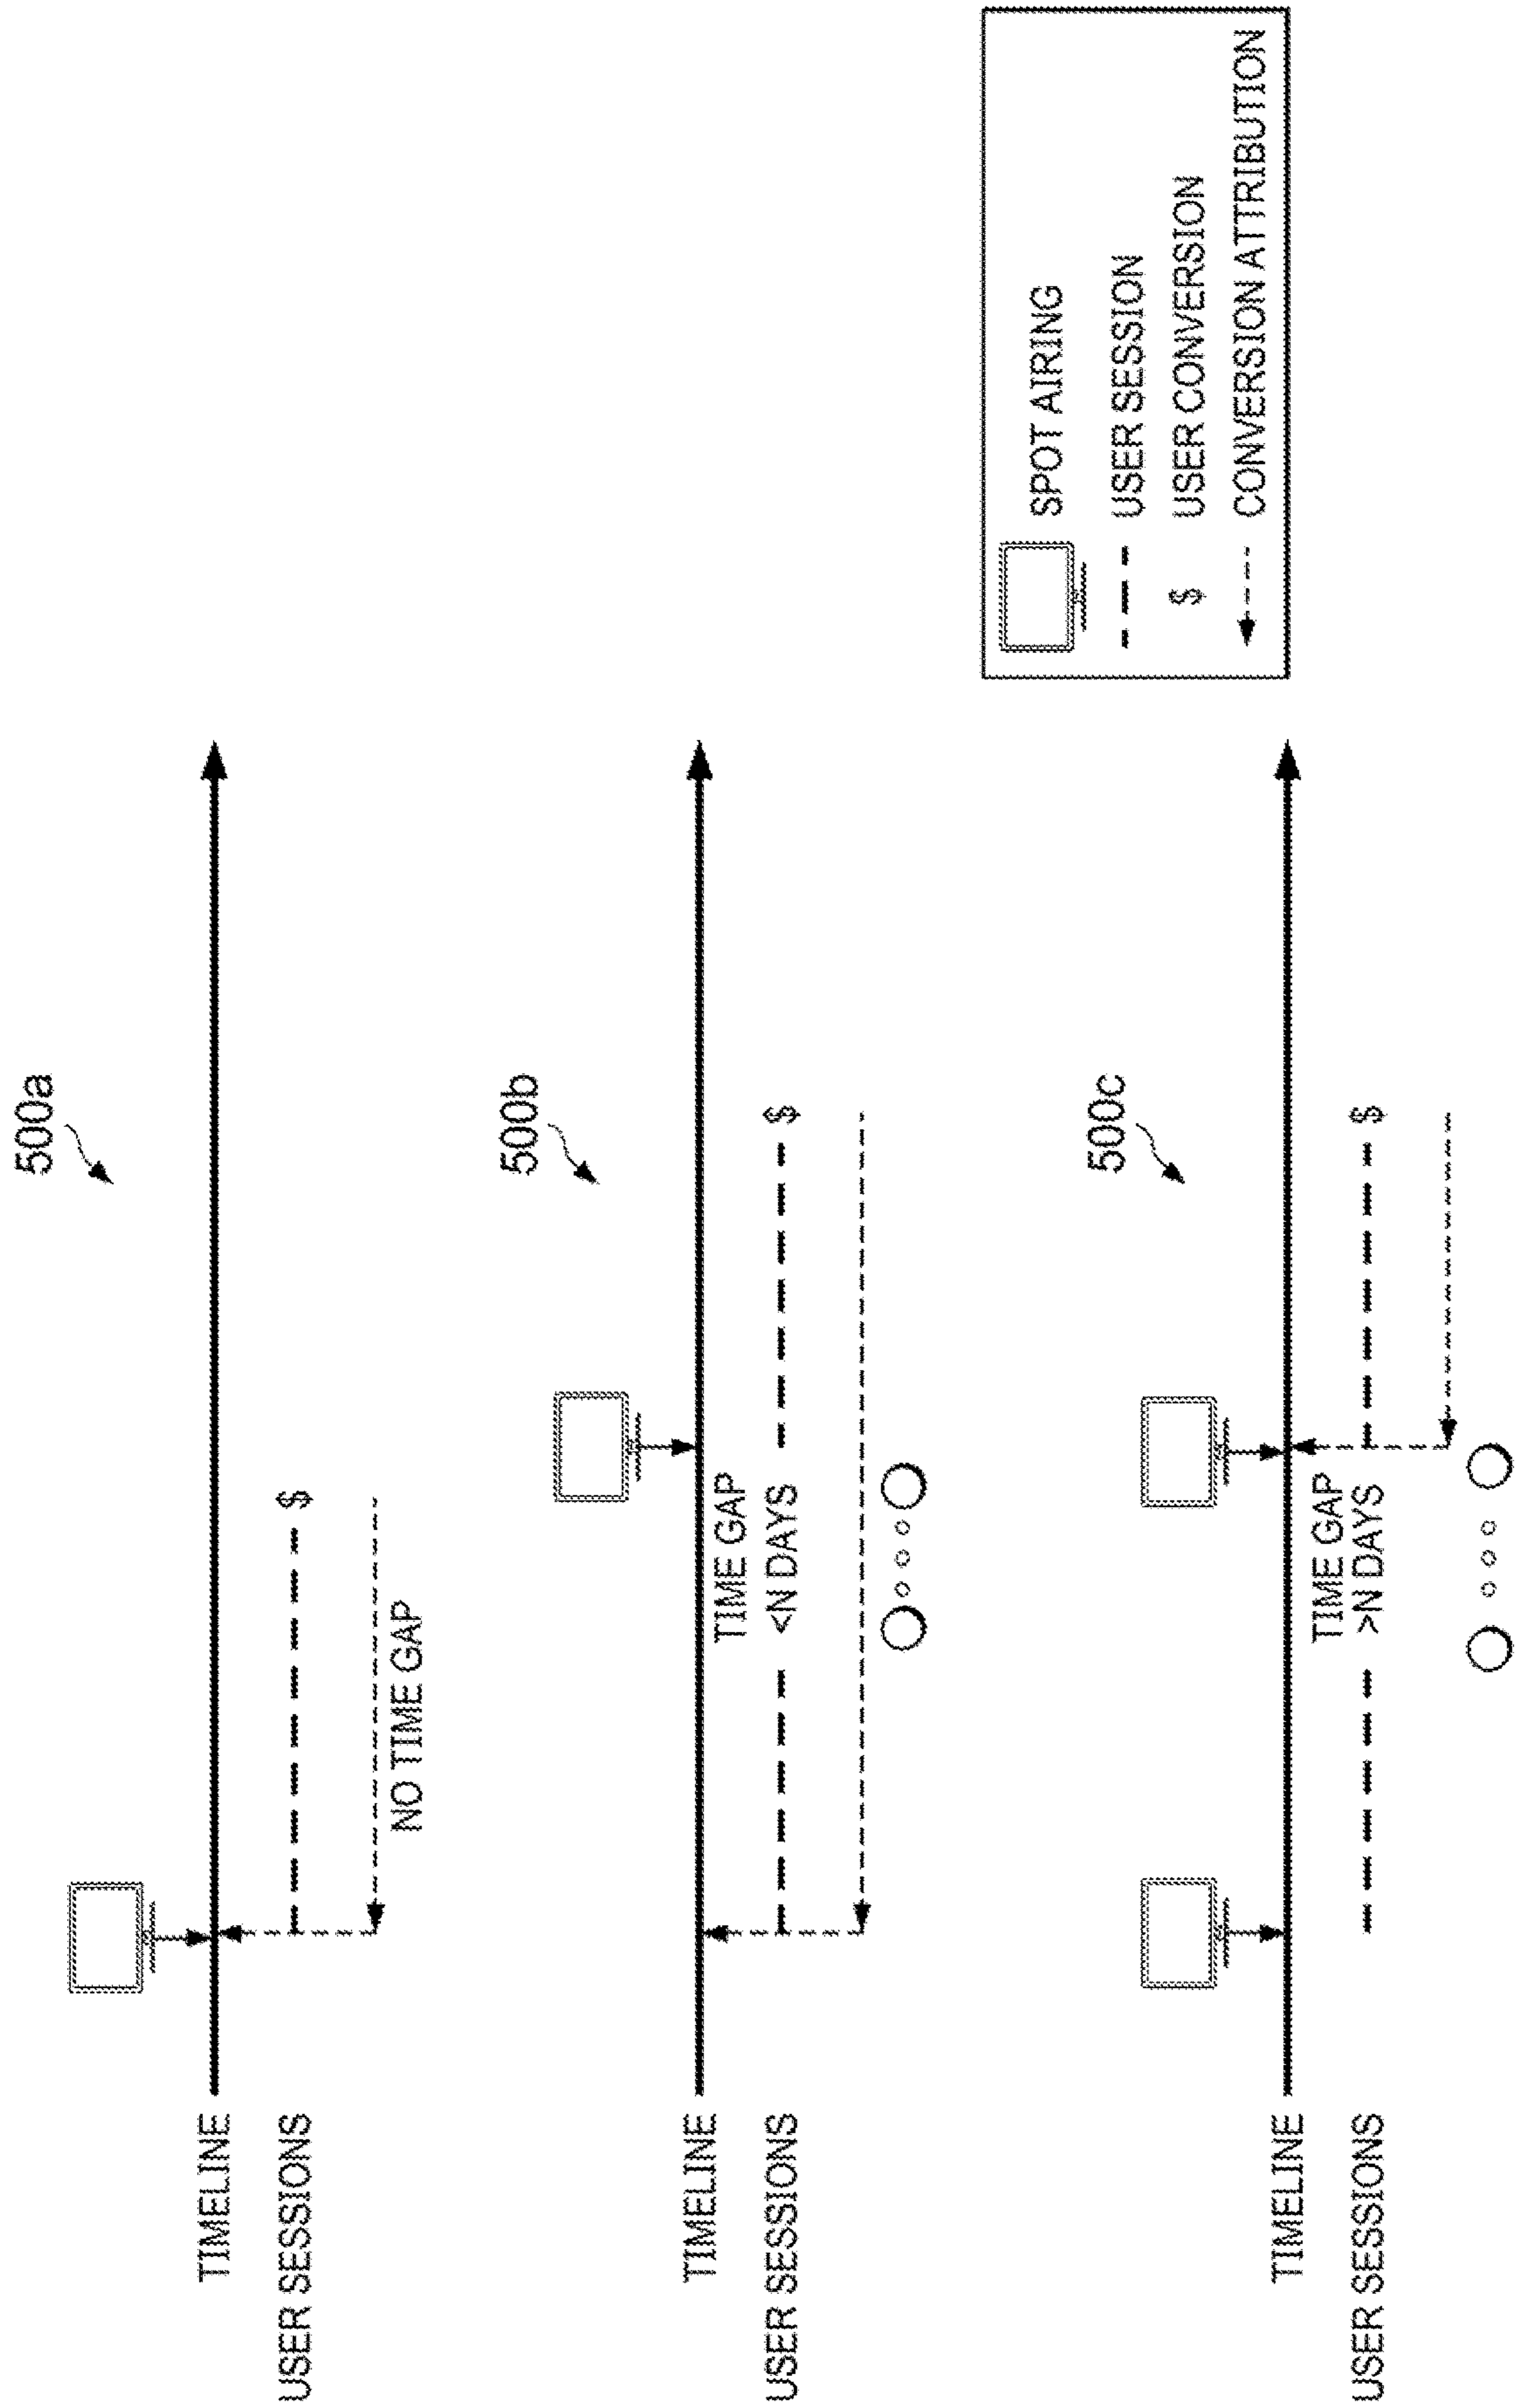 500a
TIMELINE
USER SESSIONS
$
NO TIME GAP
500b
TIMELINE
TIME GAP
USER SESSIONS
<N DAYS
$
500c
TIMELINE
TIME GAP
USER SESSIONS
>N DAYS
$
SPOT AIRING
USER SESSION
$ USER CONVERSION
CONVERSION ATTRIBUTION